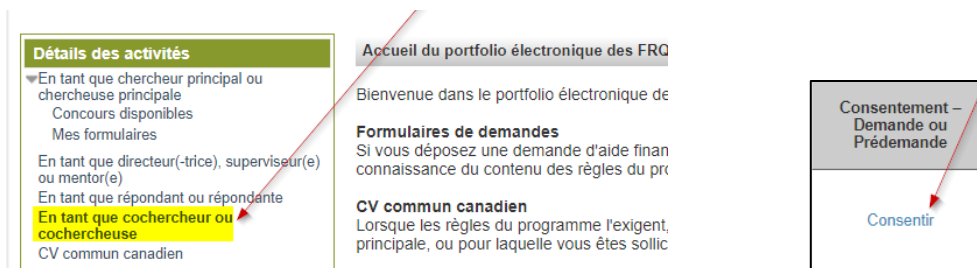 Détails des activités
En tant que chercheur principal ou
chercheuse principale
Concours disponibles
Mes formulaires
En tant que directeur(-trice), superviseur(e)
ou mentor(e)
En tant que répondant ou répondante
En tant que cochercheur ou
cochercheuse
CV commun canadien
Accueil du portfolio électronique des FRQ
Bienvenue dans le portfolio électronique de
Formulaires de demandes
Si vous déposez une demande d'aide finan
connaissance du contenu des règles du pro
CV commun canadien
Lorsque les règles du programme l'exigent,
principale, ou pour laquelle vous êtes sollic
Consentement –
Demande ou
Prédemande
Consentir